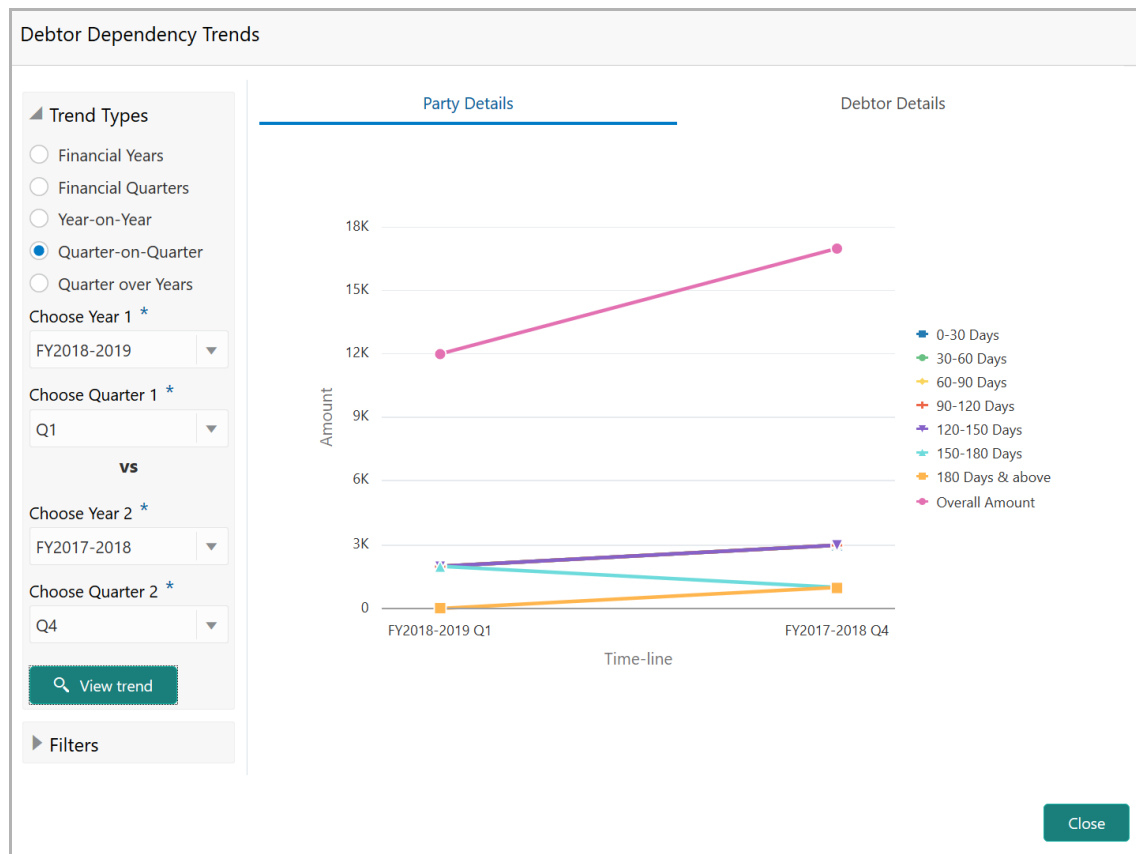 Debtor Dependency Trends
Trend Types
Financial Years
Financial Quarters
Year-on-Year
Quarter-on-Quarter
Quarter over Years
Choose Year 1 *
FY2018-2019
Choose Quarter 1 *
Q1
vs
Choose Year 2 *
FY2017-2018
Choose Quarter 2 *
Q4
View trend
Filters
Party Details
Debtor Details
18K
15K
12K
9K
6K
3K
0
Amount
FY2018-2019 Q1
FY2017-2018 Q4
Time-line
0-30 Days
30-60 Days
60-90 Days
90-120 Days
120-150 Days
150-180 Days
180 Days & above
Overall Amount
Close